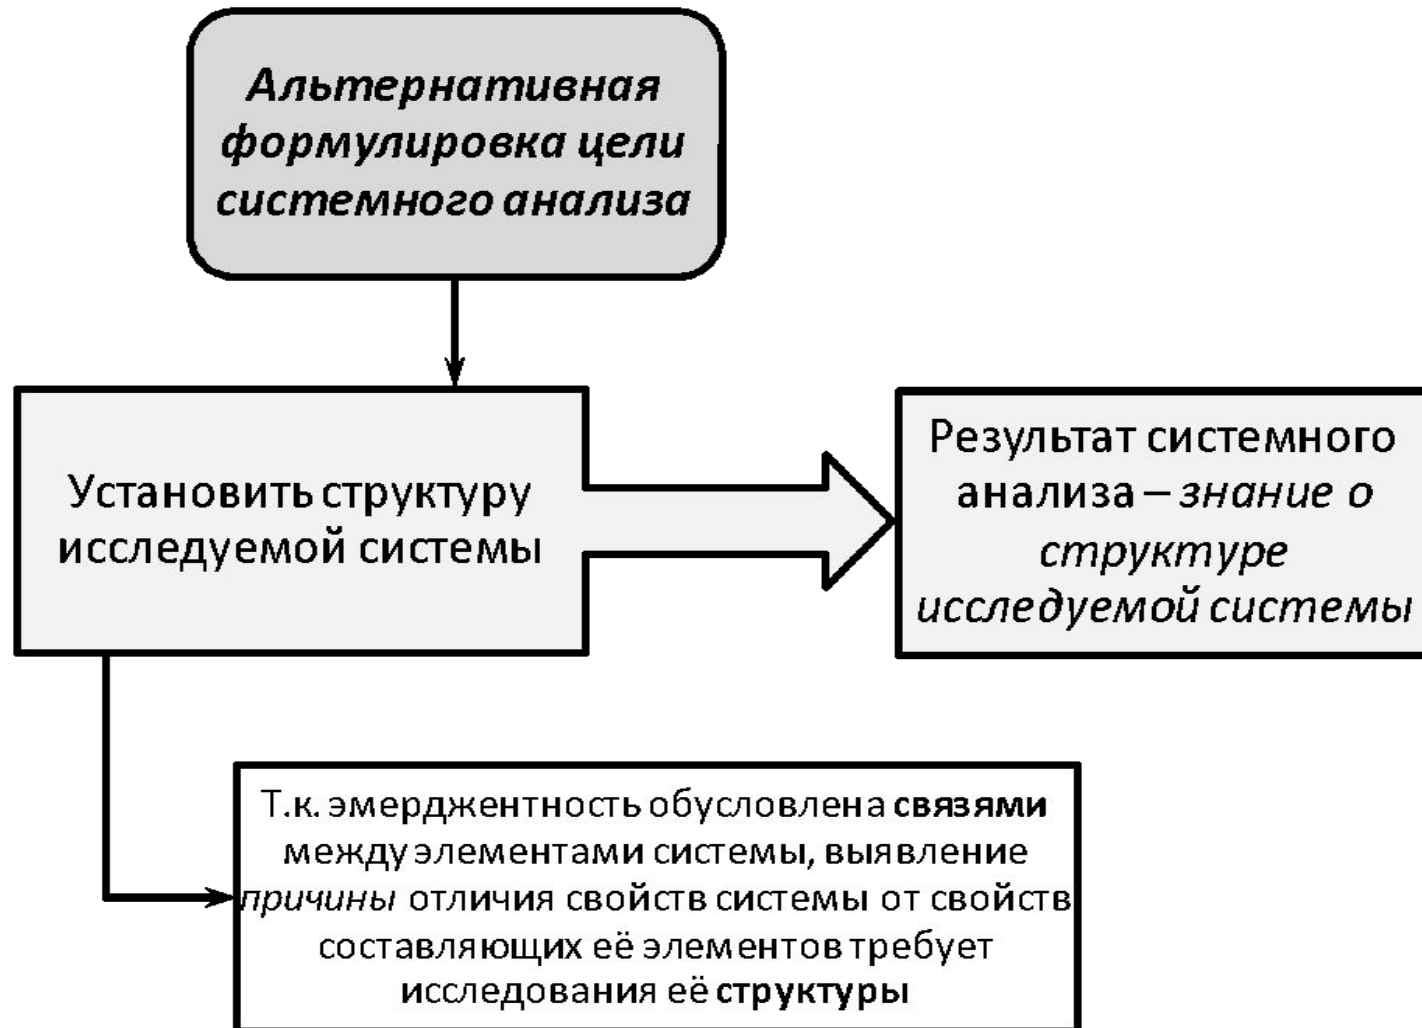 Альтернативная
формулировка цели
системного анализа
Установить структуру
исследуемой системы
Результат системного
анализа – знание о
структуре
исследуемой системы
Т.к. эмерджентность обусловлена связями
между элементами системы, выявление
причины отличия свойств системы от свойств
составляющих её элементов требует
исследования её структуры